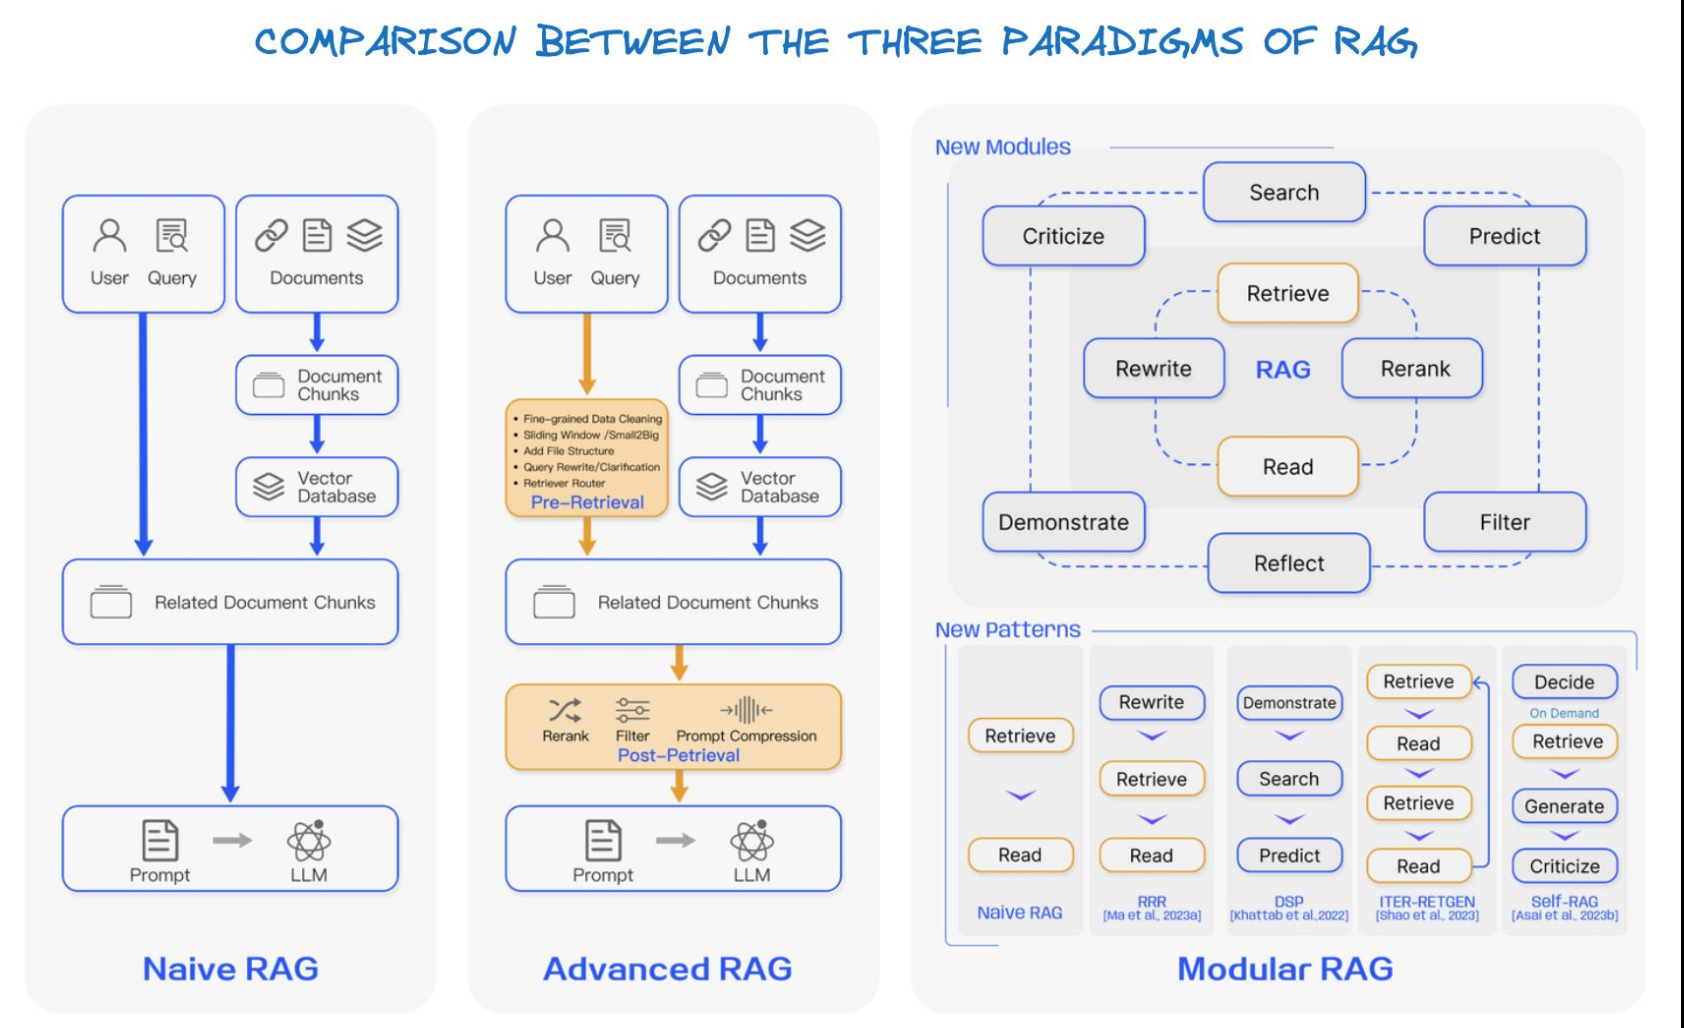 COMPARISON BETWEEN THE THREE PARADIGMS OF RAG
User Query
Documents
Document
Chunks
Vector
Database
Related Document Chunks
Prompt
LLM
Naive RAG
User Query
Documents
• Fine-grained Data Cleaning
• Sliding Window /Small2Big
• Add File Structure
• Query Rewrite/Clarification
• Retriever Router
Pre-Retrieval
Document
Chunks
Vector
Database
Related Document Chunks
Rerank
Filter
Prompt Compression
Post-Petrieval
Prompt
LLM
Advanced RAG
New Modules
Search
Criticize
Predict
Retrieve
Rewrite
RAG
Rerank
Read
Demonstrate
Filter
Reflect
New Patterns
Retrieve
Read
Naive RAG
Rewrite
Retrieve
Read
RRR
[Ma et al., 2023a]
Demonstrate
Search
Predict
DSP
[Khattab et al.,2022]
Retrieve
Read
Retrieve
Read
ITER-RETGEN
[Shao et al., 2023]
Decide
On Demand
Retrieve
Generate
Criticize
Self-RAG
[Asai et al., 2023b]
Modular RAG